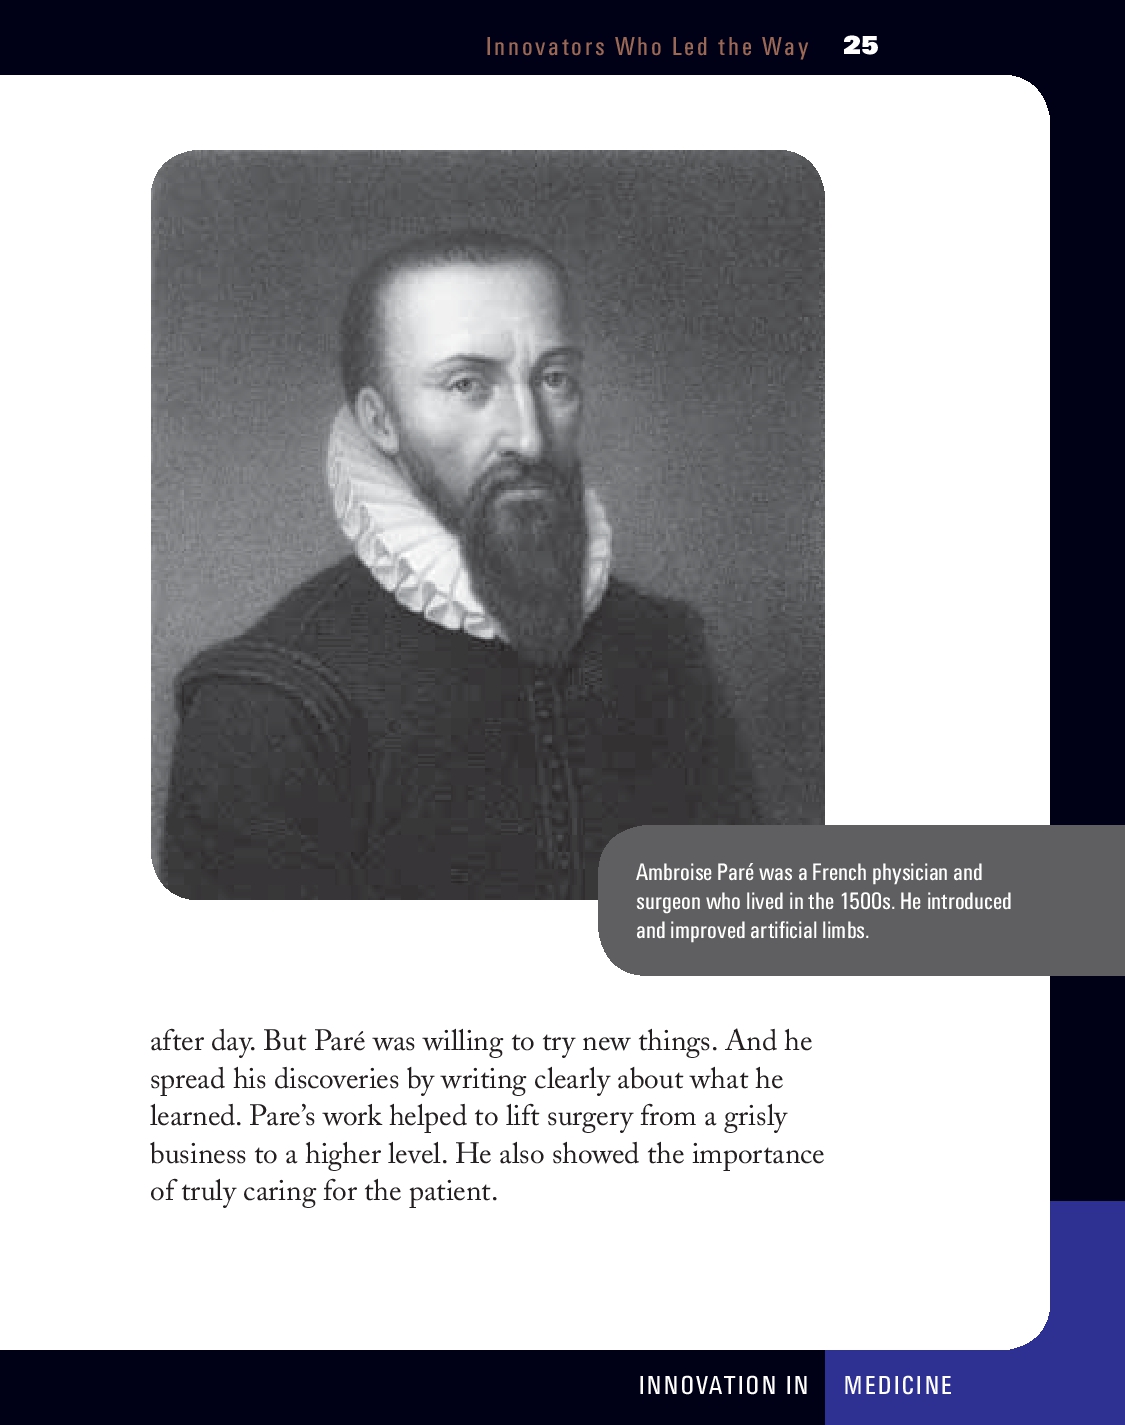 Innovators Who Led the Way 25
Ambroise Paré was a French physician and
surgeon who lived in the 1500s. He introduced
and improved artificial limbs.
after day. But Paré was willing to try new things. And he
spread his discoveries by writing clearly about what he
learned. Pare’s work helped to lift surgery from a grisly
business to a higher level. He also showed the importance
of truly caring for the patient.
INNOVATION IN MEDICINE